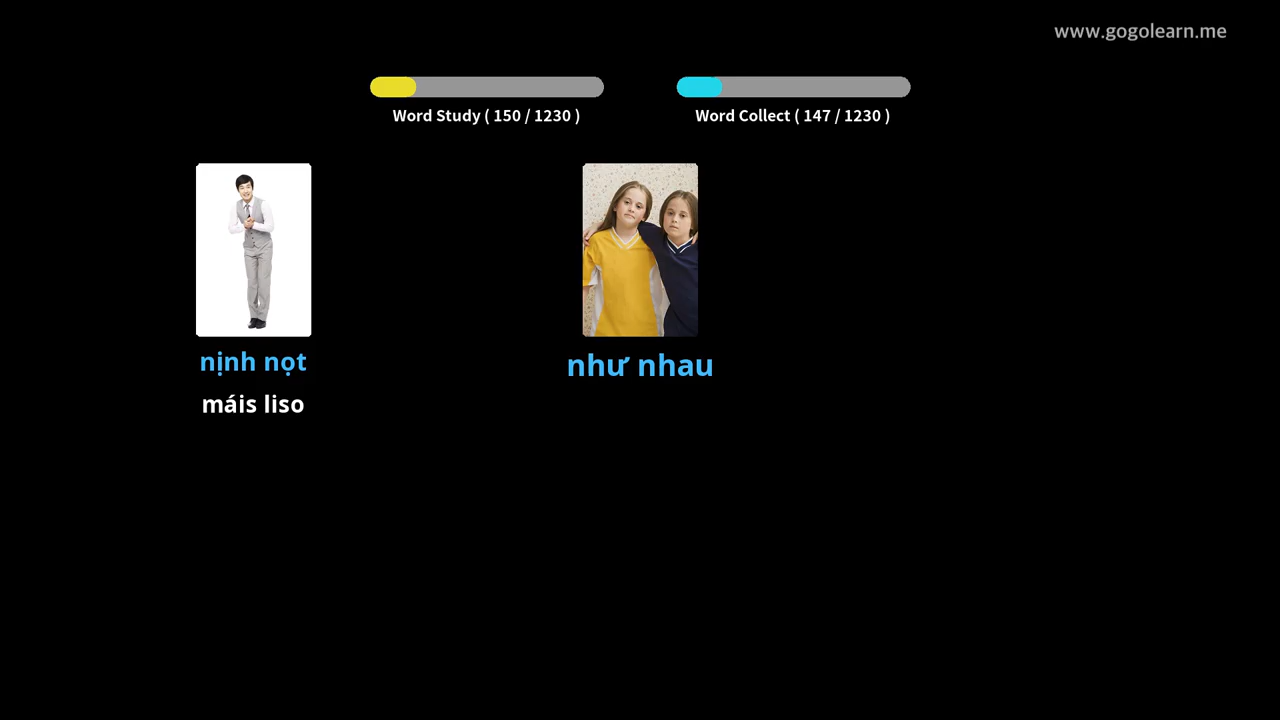 www.gogolearn.me
Word Study ( 150 / 1230 )
Word Collect ( 147 / 1230 )
nịnh nọt
máis liso
như nhau